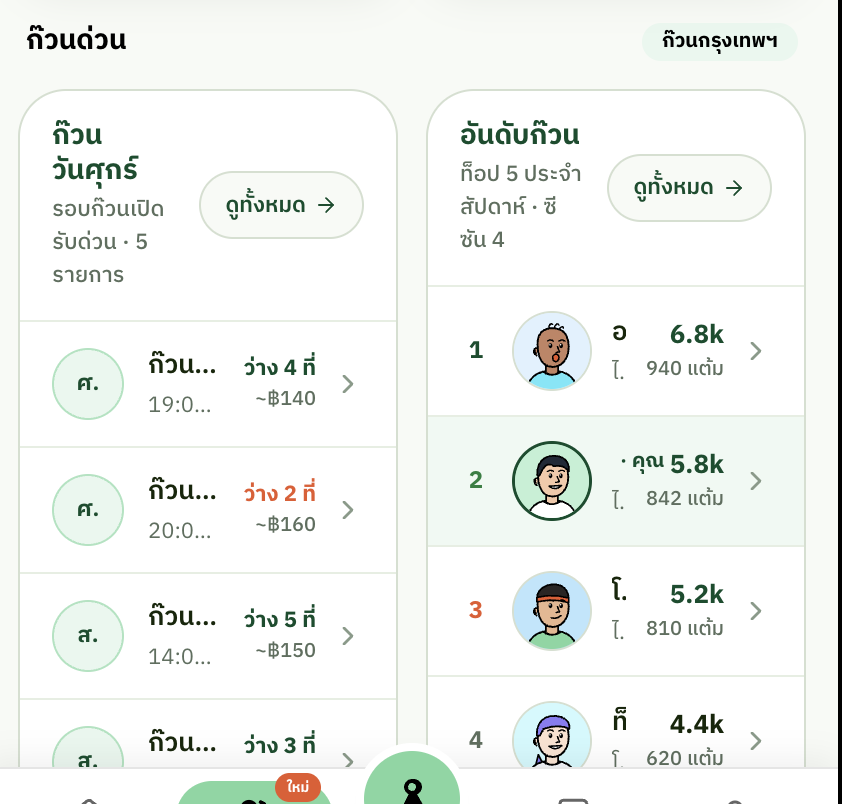 ก๊วนด่วน
ก๊วนกรุงเทพฯ
ก๊วน
วันศุกร์
รอบก๊วนเปิด
รับด่วน · 5
รายการ
ดูทั้งหมด →
ศ.
ก๊วน...
19:0...
ว่าง 4 ที่
~฿140
ศ.
ก๊วน...
20:0...
ว่าง 2 ที่
~฿160
ส.
ก๊วน...
14:0...
ว่าง 5 ที่
~฿150
ส.
ก๊วน...
ว่าง 3 ที่
อันดับก๊วน
ท็อป 5 ประจำ
สัปดาห์ · ซี
ซัน 4
ดูทั้งหมด →
1
อ
6.8k
940 แต้ม
2
· คุณ
5.8k
842 แต้ม
3
โ.
5.2k
810 แต้ม
4
ท็
4.4k
620 แต้ม
ใหม่